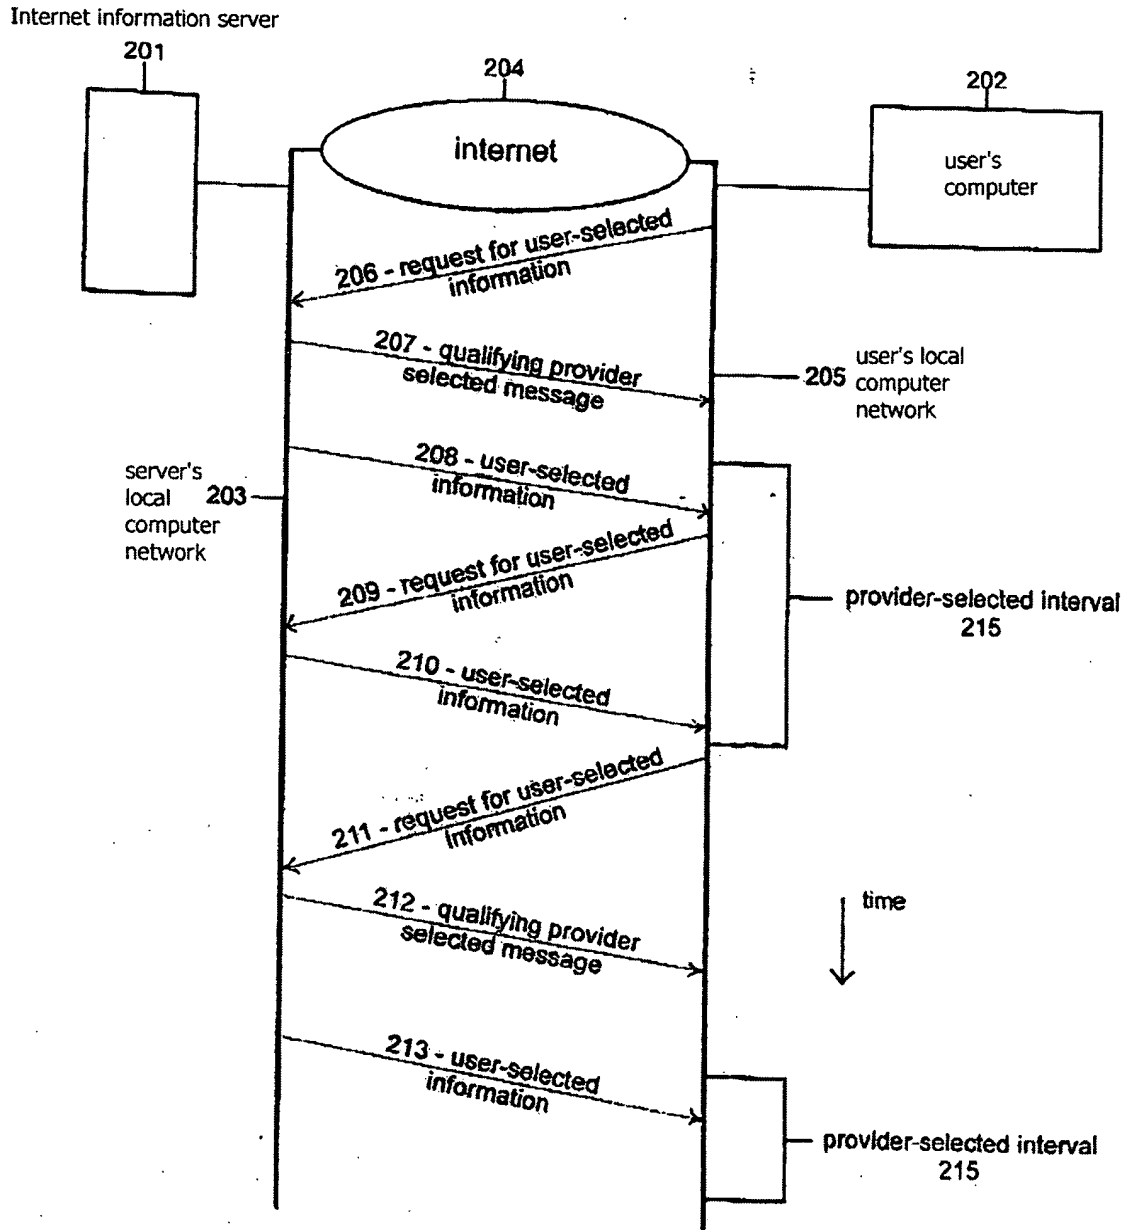 Internet information server
201
204
202
internet
user's
computer
206 - request for user-selected
information
207 - qualifying provider
selected message
205 user's local
computer
network
208 - user-selected
information
server's
local 203
computer
network
209 - request for user-selected
information
provider-selected interval
215
210 - user-selected
information
211 - request for user-selected
information
212 - qualifying provider
selected message
time
213 - user-selected
information
provider-selected interval
215